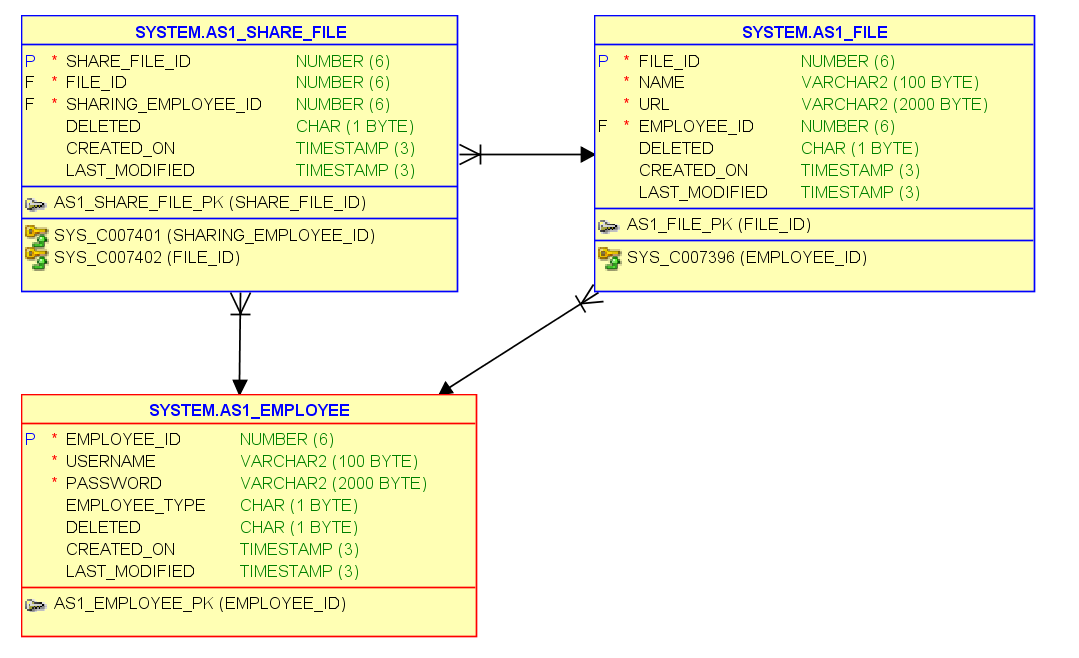 SYSTEM.AS1_SHARE_FILE
P * SHARE_FILE_ID NUMBER (6)
F * FILE_ID NUMBER (6)
F * SHARING_EMPLOYEE_ID NUMBER (6)
DELETED CHAR (1 BYTE)
CREATED_ON TIMESTAMP (3)
LAST_MODIFIED TIMESTAMP (3)
AS1_SHARE_FILE_PK (SHARE_FILE_ID)
SYS_C007401 (SHARING_EMPLOYEE_ID)
SYS_C007402 (FILE_ID)
SYSTEM.AS1_FILE
P * FILE_ID NUMBER (6)
* NAME VARCHAR2 (100 BYTE)
* URL VARCHAR2 (2000 BYTE)
F * EMPLOYEE_ID NUMBER (6)
DELETED CHAR (1 BYTE)
CREATED_ON TIMESTAMP (3)
LAST_MODIFIED TIMESTAMP (3)
AS1_FILE_PK (FILE_ID)
SYS_C007396 (EMPLOYEE_ID)
SYSTEM.AS1_EMPLOYEE
P * EMPLOYEE_ID NUMBER (6)
* USERNAME VARCHAR2 (100 BYTE)
* PASSWORD VARCHAR2 (2000 BYTE)
EMPLOYEE_TYPE CHAR (1 BYTE)
DELETED CHAR (1 BYTE)
CREATED_ON TIMESTAMP (3)
LAST_MODIFIED TIMESTAMP (3)
AS1_EMPLOYEE_PK (EMPLOYEE_ID)